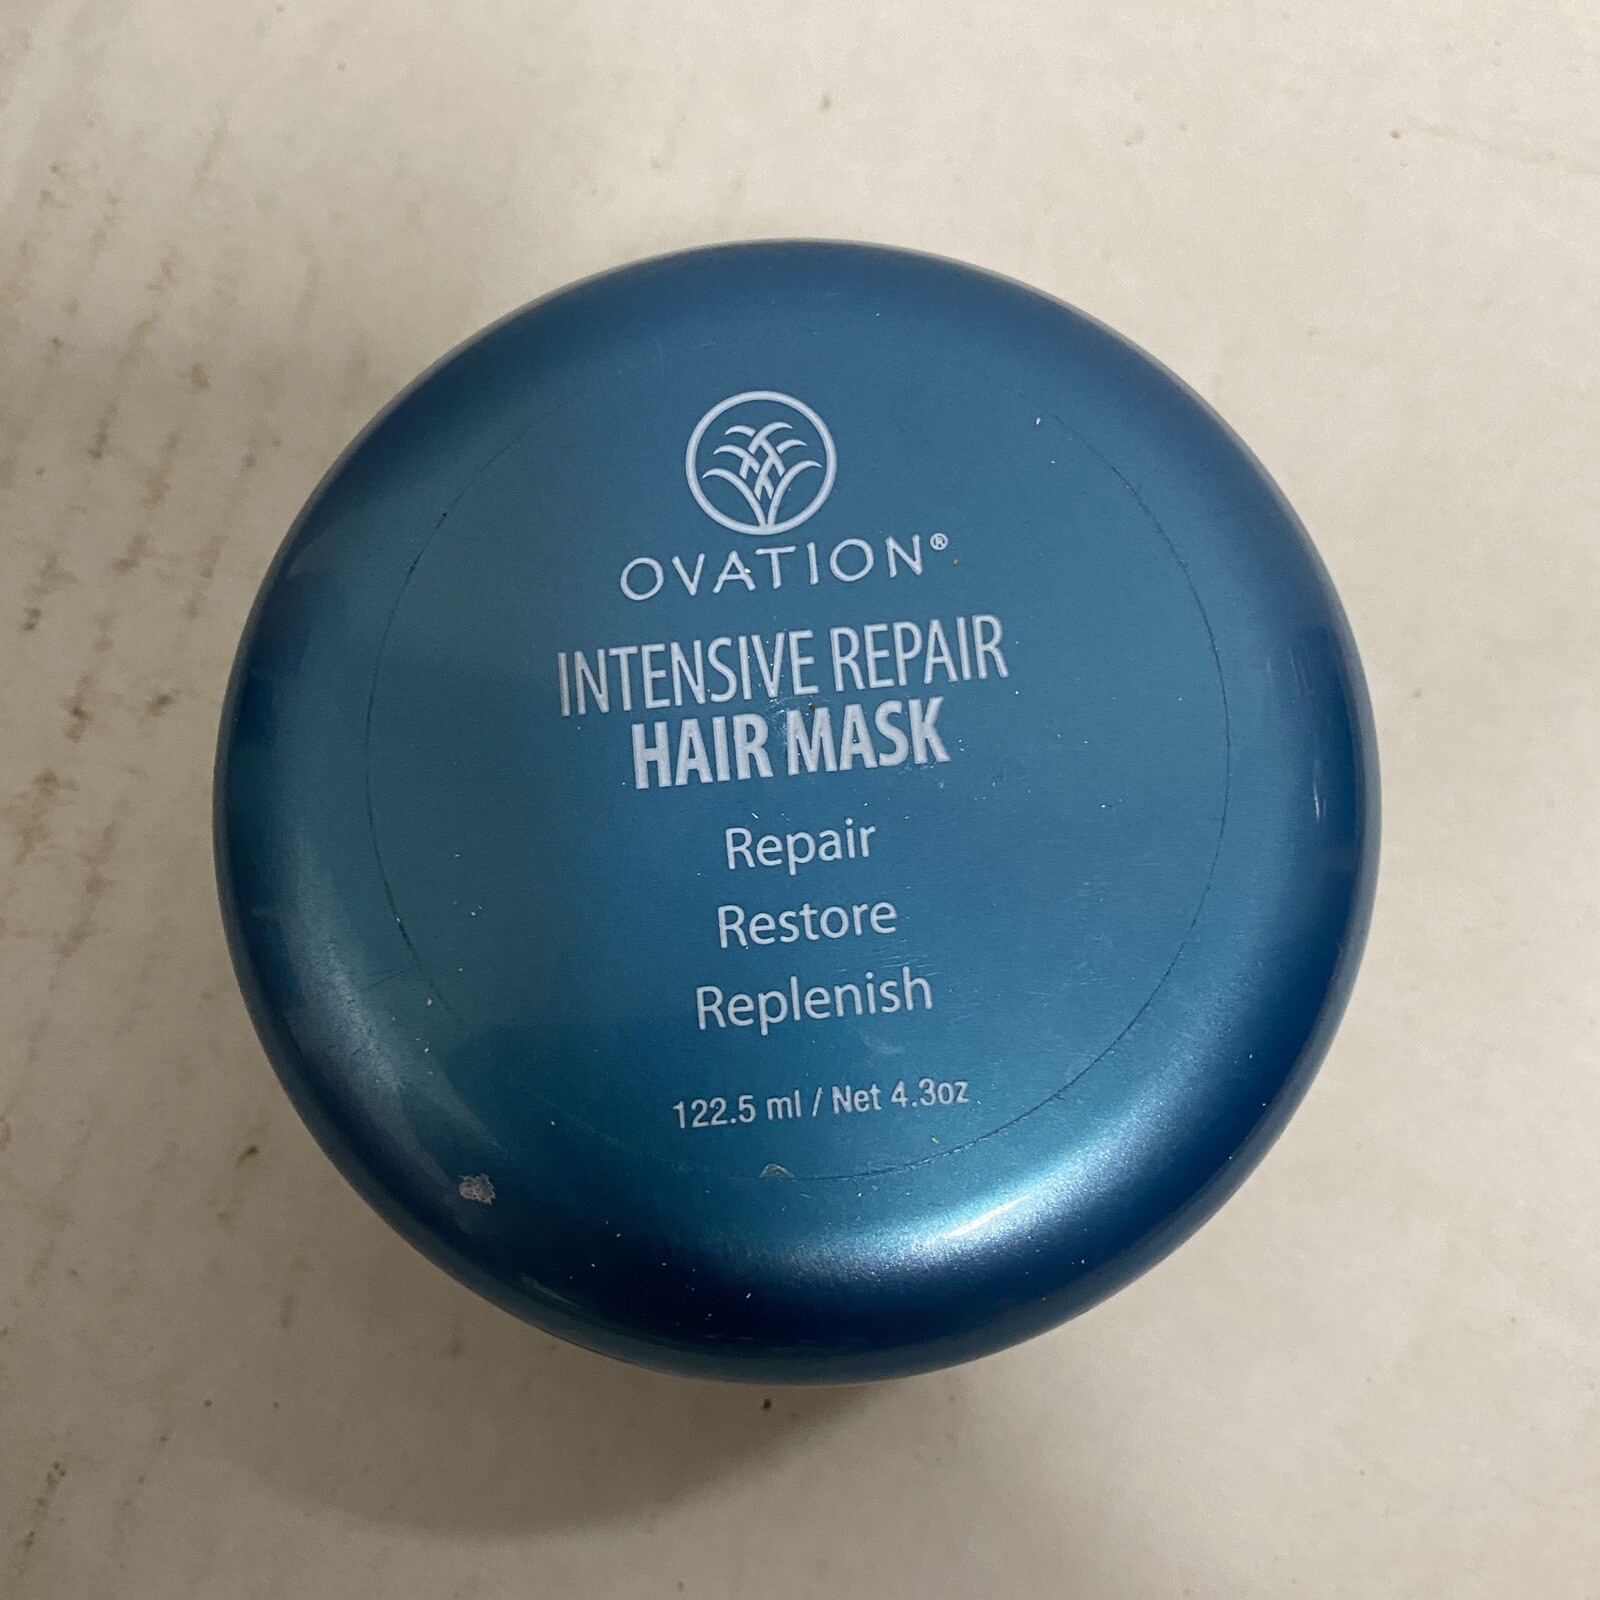 OVATION®
INTENSIVE REPAIR
HAIR MASK
Repair
Restore
Replenish
122.5 ml / Net 4.3oz